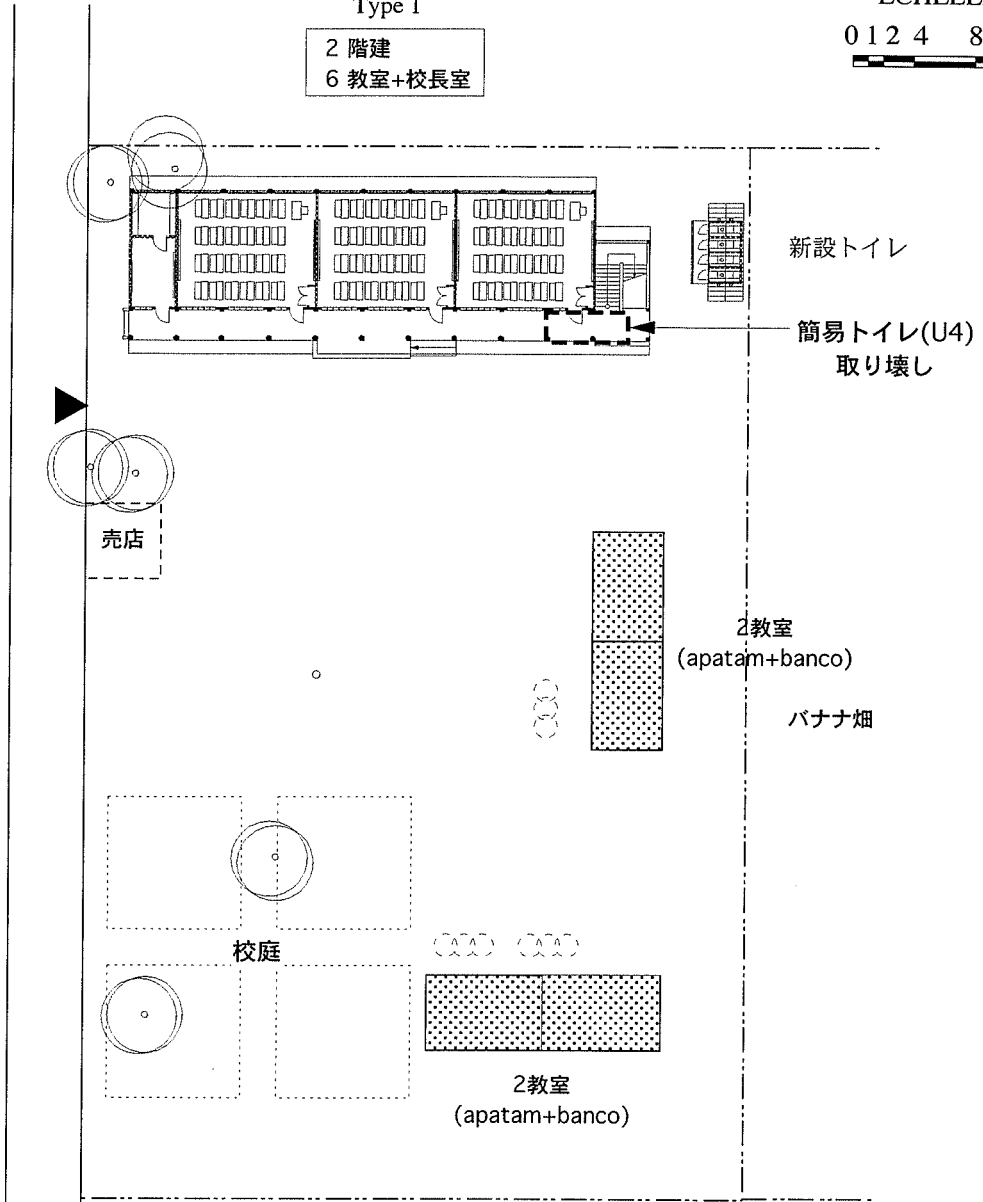 Type 1
2 階建
6 教室+校長室
ECHELLE
0 1 2 4 8
新設トイレ
簡易トイレ(U4)
取り壊し
売店
2教室
(apatam+banco)
バナナ畑
校庭
2教室
(apatam+banco)